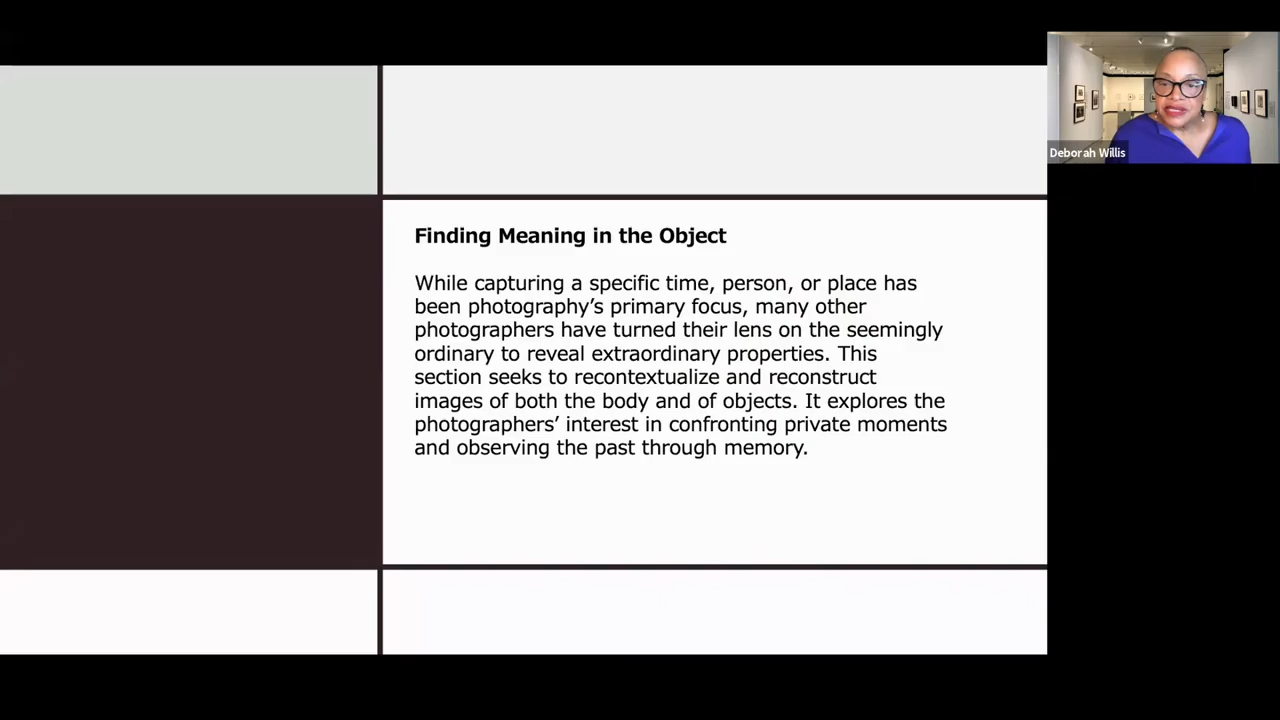 Finding Meaning in the Object
While capturing a specific time, person, or place has
been photography’s primary focus, many other
photographers have turned their lens on the seemingly
ordinary to reveal extraordinary properties. This
section seeks to recontextualize and reconstruct
images of both the body and of objects. It explores the
photographers’ interest in confronting private moments
and observing the past through memory.
Deborah Willis